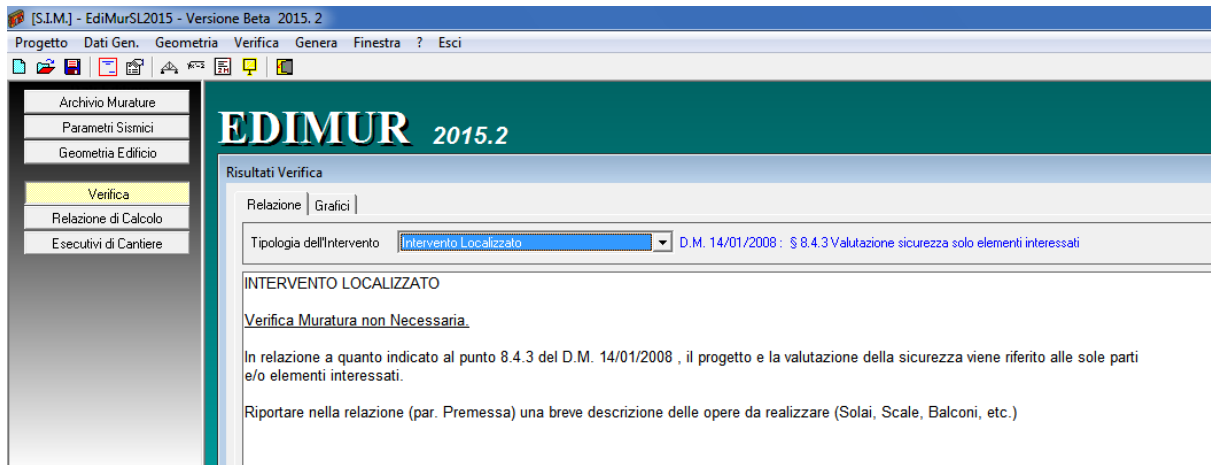 [S.I.M.] - EdiMurSL2015 - Versione Beta 2015. 2
Progetto Dati Gen. Geometria Verifica Genera Finestra ? Esci
Archivio Murature
Parametri Sismici
Geometria Edificio
Verifica
Relazione di Calcolo
Esecutivi di Cantiere
EDIMUR 2015.2
Risultati Verifica
Relazione Grafici
Tipologia dell'Intervento Intervento Localizzato D.M. 14/01/2008 : § 8.4.3 Valutazione sicurezza solo elementi interessati
INTERVENTO LOCALIZZATO
Verifica Muratura non Necessaria.
In relazione a quanto indicato al punto 8.4.3 del D.M. 14/01/2008 , il progetto e la valutazione della sicurezza viene riferito alle sole parti
e/o elementi interessati.
Riportare nella relazione (par. Premessa) una breve descrizione delle opere da realizzare (Solai, Scale, Balconi, etc.)